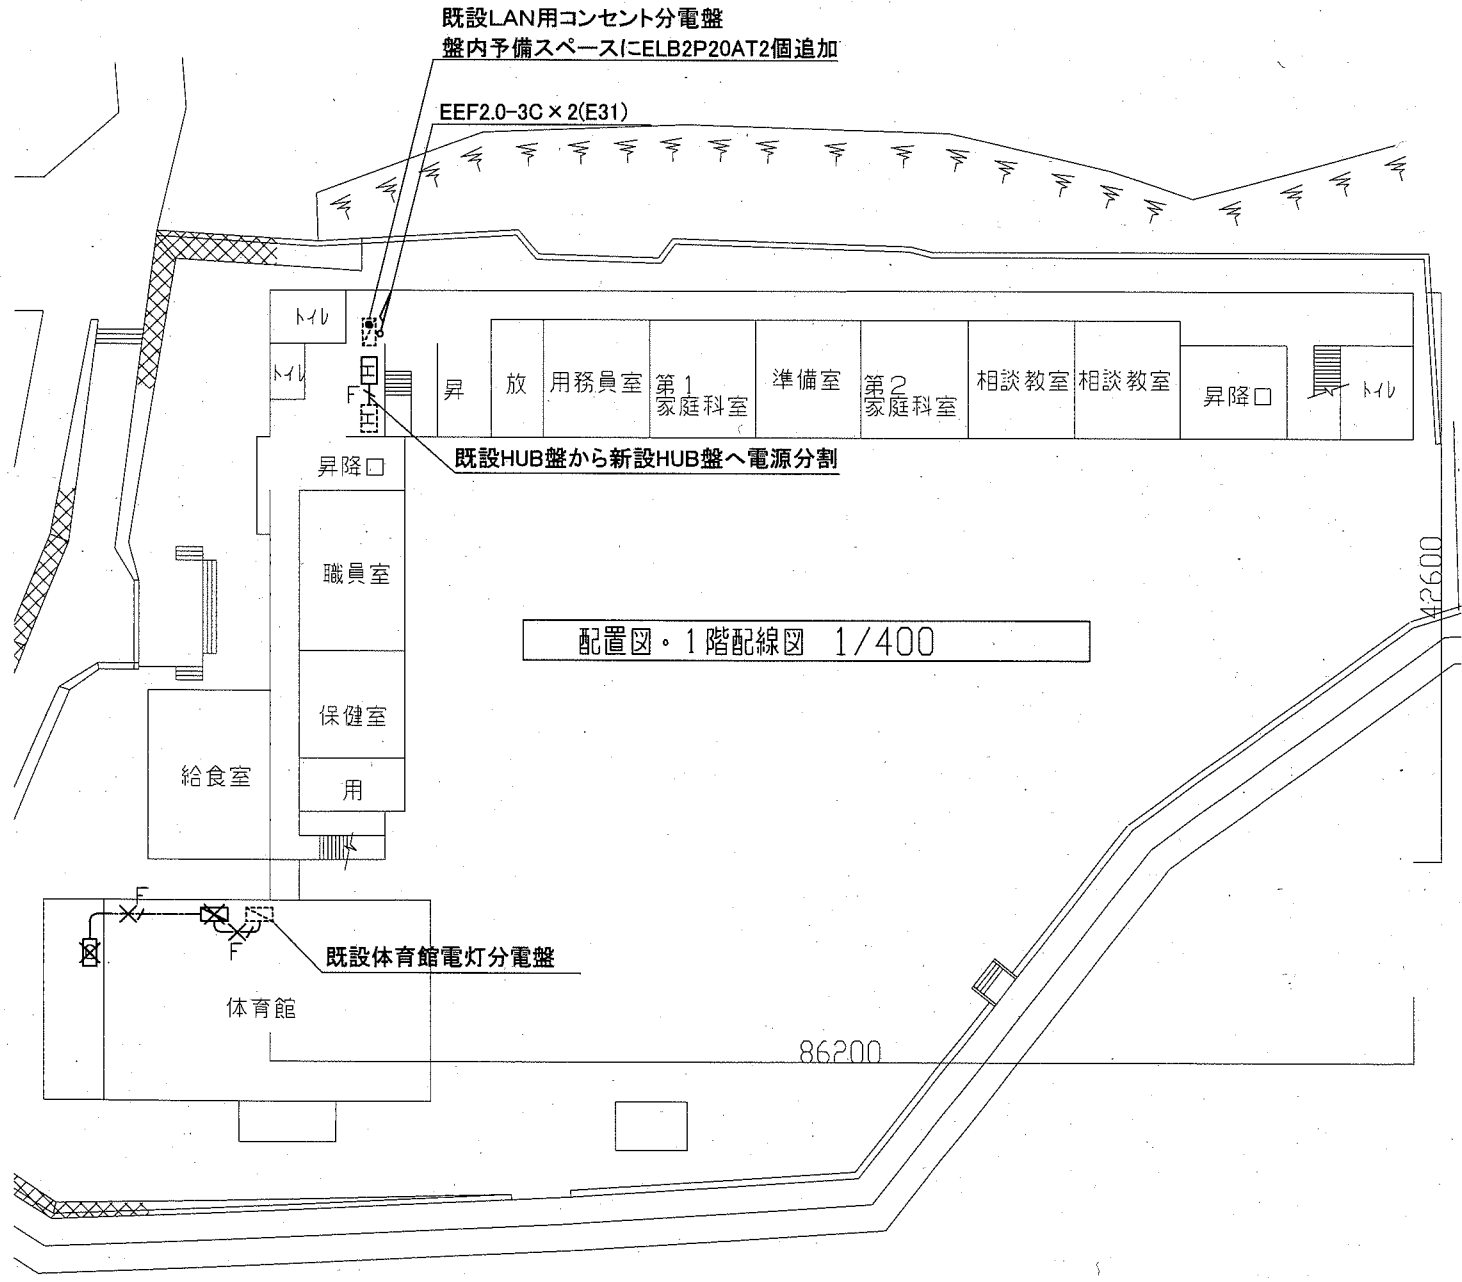 既設LAN用コンセント分電盤
盤内予備スペースにELB2P20AT2個追加
EEF2.0-3C×2(E31)
トイレ
トイレ
H
F
H
昇
放
用務員室
第1
家庭科室
準備室
第2
家庭科室
相談教室
相談教室
昇降口
トイレ
既設HUB盤から新設HUB盤へ電源分割
昇降口
職員室
42600
配置図・1階配線図 1/400
保健室
給食室
用
F
F
既設体育館電灯分電盤
体育館
86200